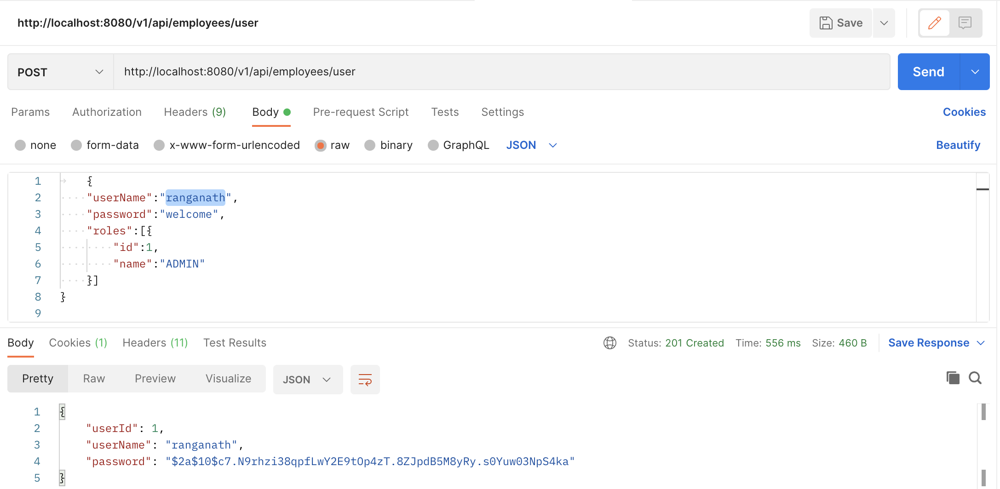 http://localhost:8080/v1/api/employees/user
Save
POST
http://localhost:8080/v1/api/employees/user
Send
Params Authorization Headers (9) Body Pre-request Script Tests Settings Cookies
none form-data x-www-form-urlencoded raw binary GraphQL JSON Beautify
1 {
2 "userName":"ranganath",
3 "password":"welcome",
4 "roles":[{
5 "id":1,
6 "name":"ADMIN"
7 }]
8 }
9
Body Cookies (1) Headers (11) Test Results Status: 201 Created Time: 556 ms Size: 460 B Save Response
Pretty Raw Preview Visualize JSON
1 {
2 "userId": 1,
3 "userName": "ranganath",
4 "password": "$2a$10$c7.N9rhzi38qpfLwY2E9tOp4zT.8ZJpdB5M8yRy.s0Yuw03NpS4ka"
5 }